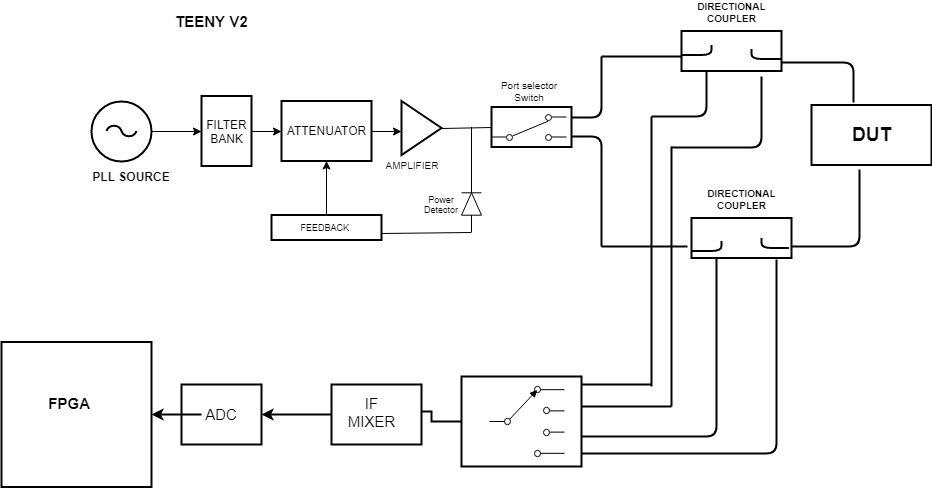 TEENY V2
DIRECTIONAL
COUPLER
Port selector
Switch
FILTER
BANK
ATTENUATOR
AMPLIFIER
DUT
PLL SOURCE
Power
Detector
DIRECTIONAL
COUPLER
FEEDBACK
FPGA
ADC
IF
MIXER